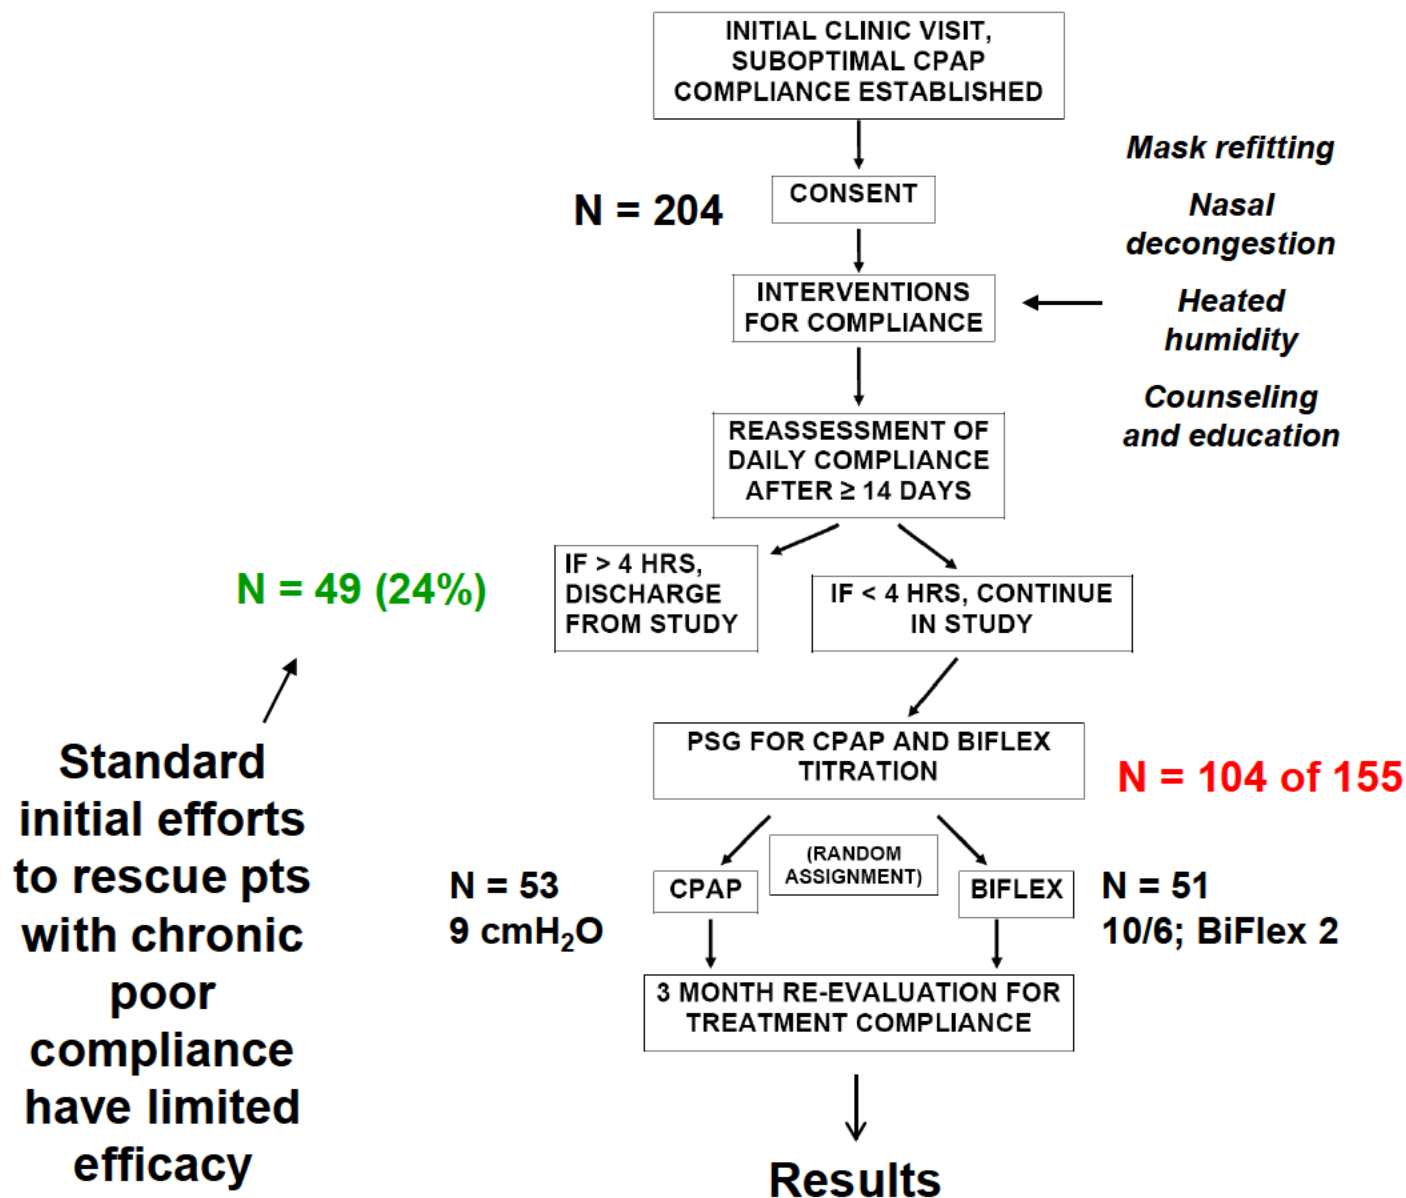 INITIAL CLINIC VISIT,
SUBOPTIMAL CPAP
COMPLIANCE ESTABLISHED
Mask refitting
Nasal
decongestion
Heated
humidity
Counseling
and education
N = 204
CONSENT
INTERVENTIONS
FOR COMPLIANCE
REASSESSMENT OF
DAILY COMPLIANCE
AFTER ≥ 14 DAYS
N = 49 (24%)
IF > 4 HRS,
DISCHARGE
FROM STUDY
IF < 4 HRS, CONTINUE
IN STUDY
Standard
initial efforts
to rescue pts
with chronic
poor
compliance
have limited
efficacy
PSG FOR CPAP AND BIFLEX
TITRATION
N = 104 of 155
(RANDOM
ASSIGNMENT)
N = 53
9 cmH₂O
CPAP
BIFLEX
N = 51
10/6; BiFlex 2
3 MONTH RE-EVALUATION FOR
TREATMENT COMPLIANCE
Results